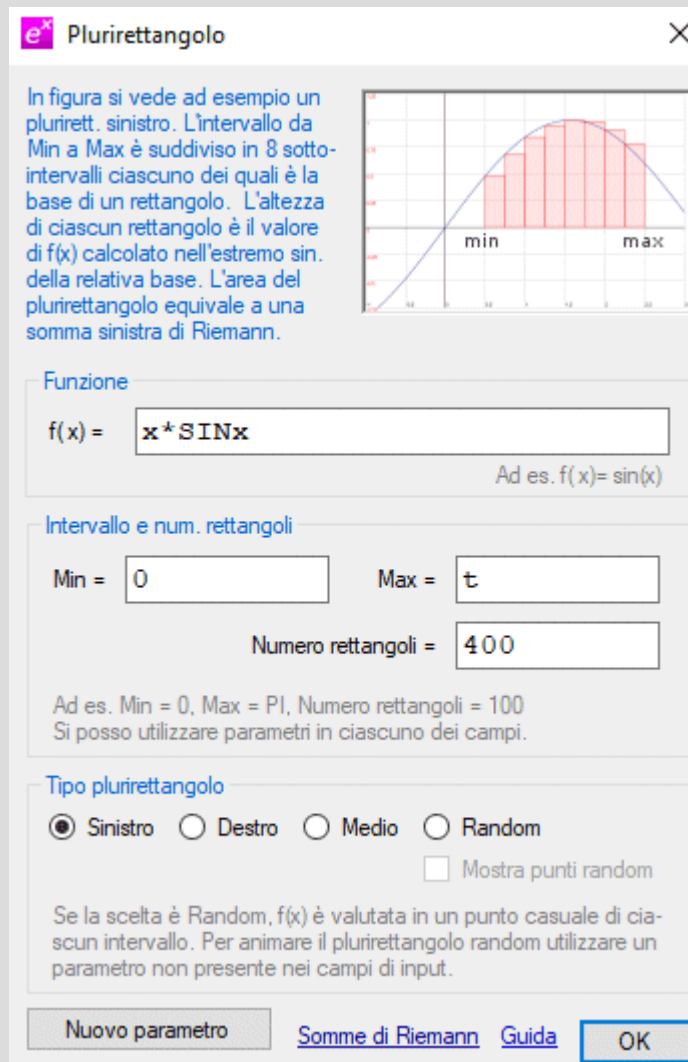 Plurirettangolo
In figura si vede ad esempio un
plurirett. sinistro. L'intervallo da
Min a Max è suddiviso in 8 sotto-
intervalli ciascuno dei quali è la
base di un rettangolo. L'altezza
di ciascun rettangolo è il valore
di f(x) calcolato nell'estremo sin.
della relativa base. L'area del
plurirettangolo equivale a una
somma sinistra di Riemann.
min max
Funzione
f(x) = x*SINx
Ad es. f(x)= sin(x)
Intervallo e num. rettangoli
Min = 0 Max = t
Numero rettangoli = 400
Ad es. Min = 0, Max = PI, Numero rettangoli = 100
Si posso utilizzare parametri in ciascuno dei campi.
Tipo plurirettangolo
Sinistro Destro Medio Random
Mostra punti random
Se la scelta è Random, f(x) è valutata in un punto casuale di cia-
scun intervallo. Per animare il plurirettangolo random utilizzare un
parametro non presente nei campi di input.
Nuovo parametro Somme di Riemann Guida OK